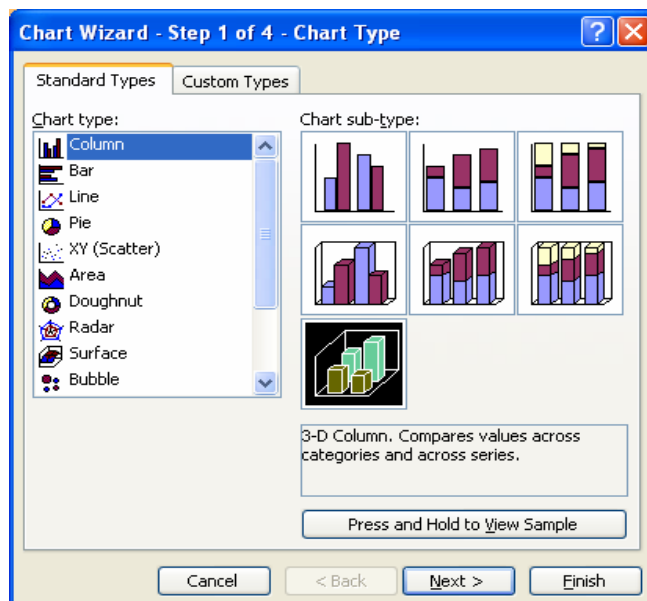 Chart Wizard - Step 1 of 4 - Chart Type
Standard Types
Custom Types
Chart type:
Column
Bar
Line
Pie
XY (Scatter)
Area
Doughnut
Radar
Surface
Bubble
Chart sub-type:
3-D Column. Compares values across
categories and across series.
Press and Hold to View Sample
Cancel
< Back
Next >
Finish